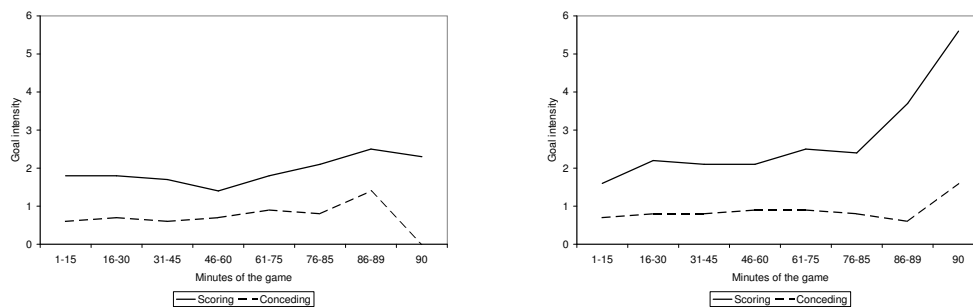 6
5
4
3
2
1
0
Goal intensity
1-15 16-30 31-45 46-60 61-75 76-85 86-89 90
Minutes of the game
Scoring Conceding
6
5
4
3
2
1
0
Goal intensity
1-15 16-30 31-45 46-60 61-75 76-85 86-89 90
Minutes of the game
Scoring Conceding